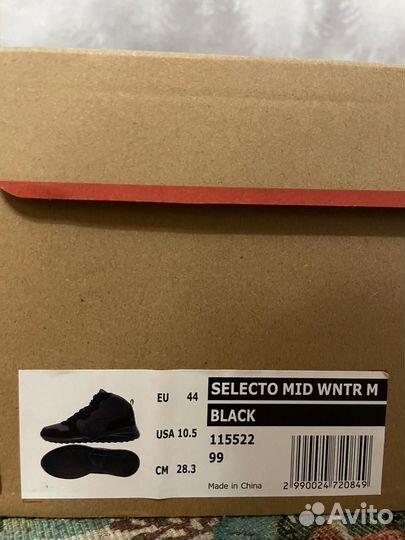 EU 44
USA 10.5
CM 28.3
SELECTO MID WNTR M
BLACK
115522
99
Made in China
2 990024 720849
Avito